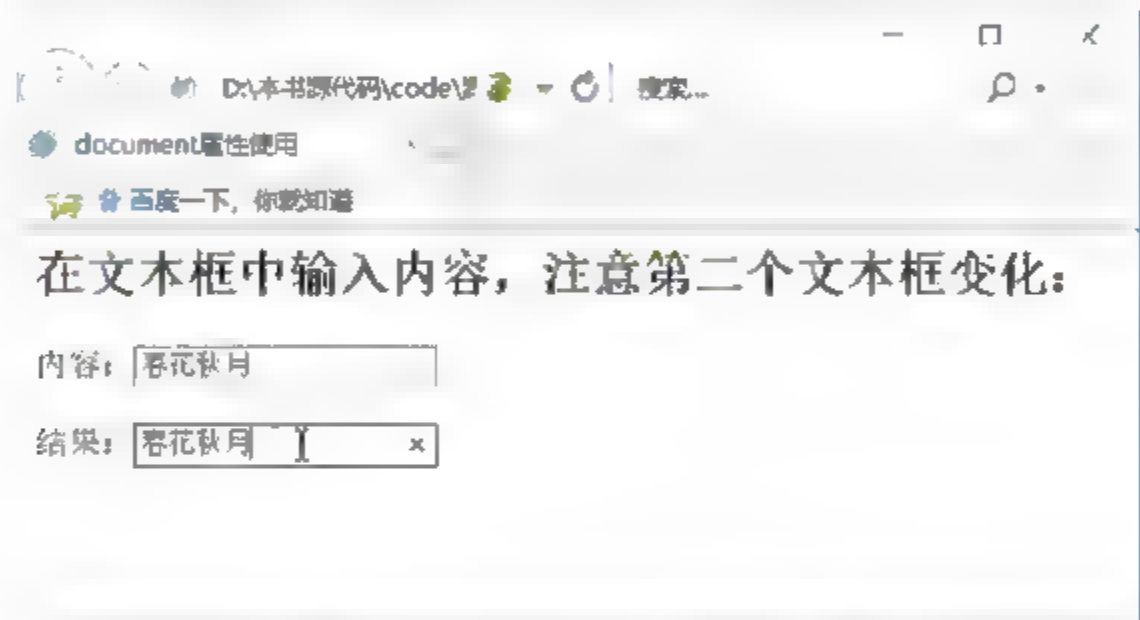 D:\本书源代码\code\ 搜索...
document属性使用
百度一下，你就知道
在文本框中输入内容，注意第二个文本框变化：
内容： 春花秋月
结果： 春花秋月 ×